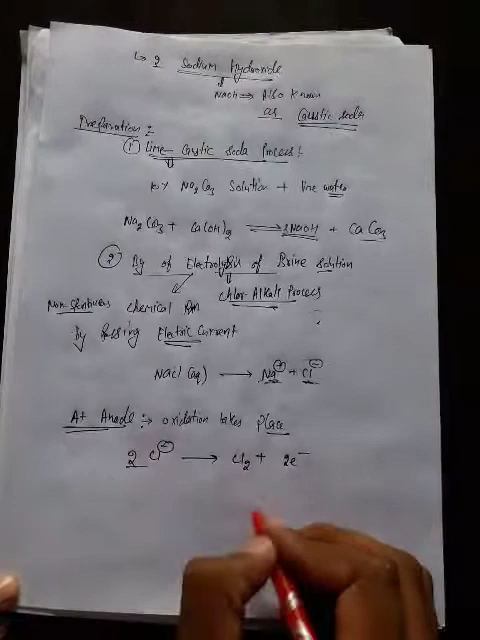 ↳ 2 Sodium Hydroxide
NaOH ⇒ Also known
as Caustic soda
Preparation :
① Lime - Caustic Soda Process :
10% Na2CO3 Solution + lime water
Na2CO3 + Ca(OH)2 ⟶ 2NaOH + CaCO3
② By of Electrolysis of Brine solution
chlor-Alkali Process
Non-spontaneous chemical Rxn
By Passing Electric Current
NaCl (aq) ⟶ Na⊕ + Cl⊖
At Anode :→ oxidation takes Place
2 Cl⊖ ⟶ Cl2 + 2e−